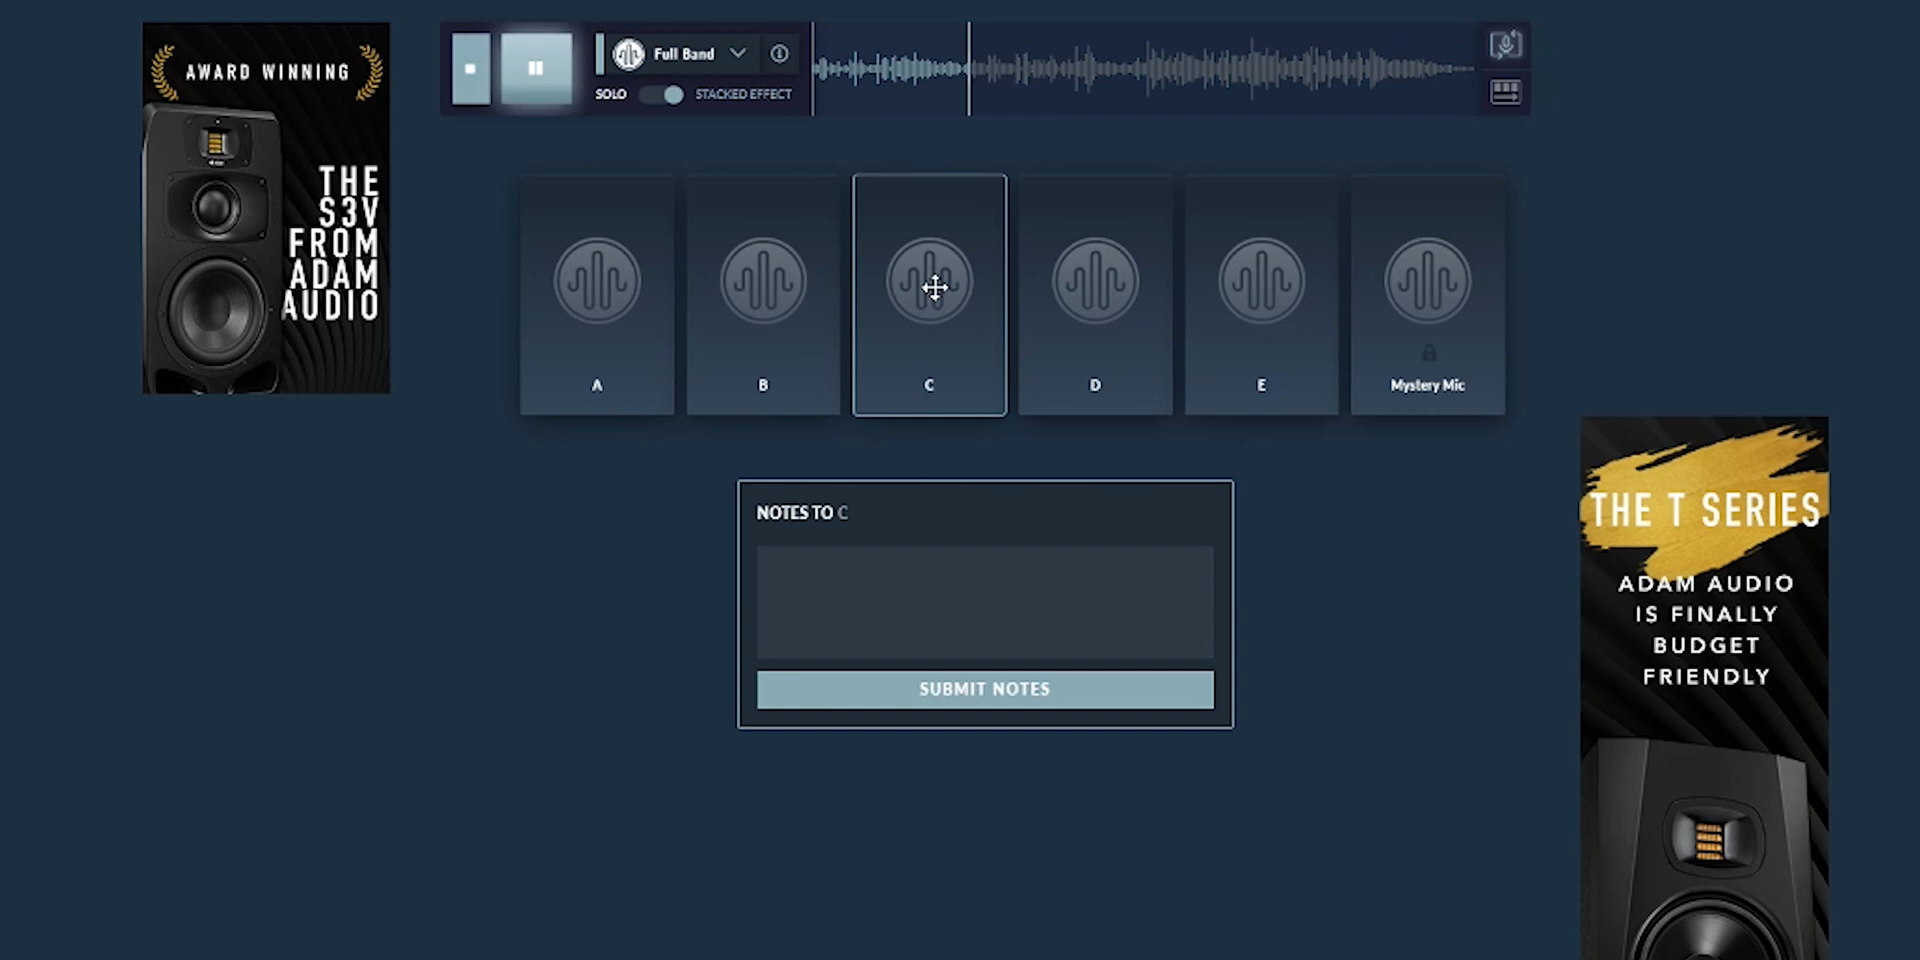 AWARD WINNING
THE
S3V
FROM
ADAM
AUDIO
Full Band
SOLO
STACKED EFFECT
A
B
C
D
E
Mystery Mic
NOTES TO C
SUBMIT NOTES
THE T SERIES
ADAM AUDIO
IS FINALLY
BUDGET
FRIENDLY